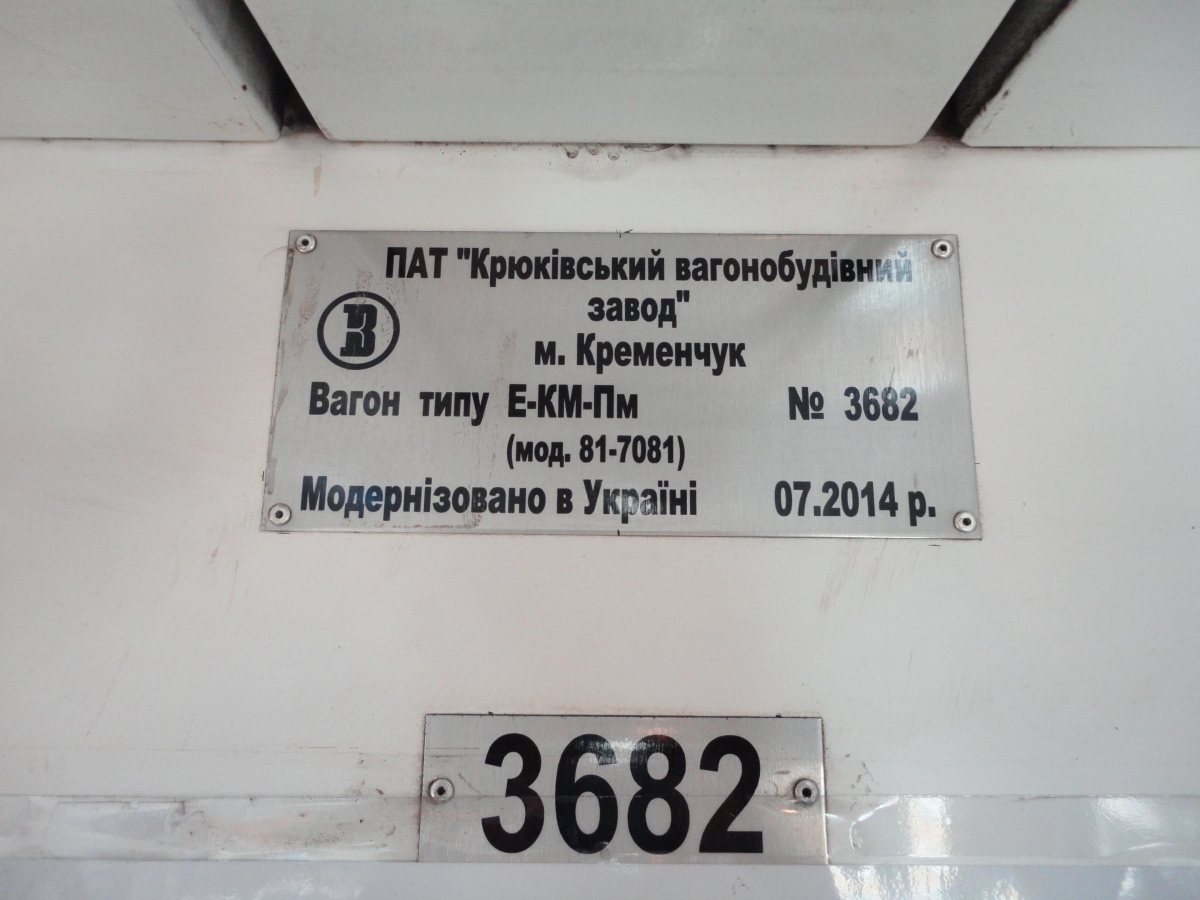 ПАТ "Крюківський вагонобудівний
завод"
м. Кременчук
Вагон типу Е-КМ-Пм № 3682
(мод. 81-7081)
Модернізовано в Україні 07.2014 р.
3682